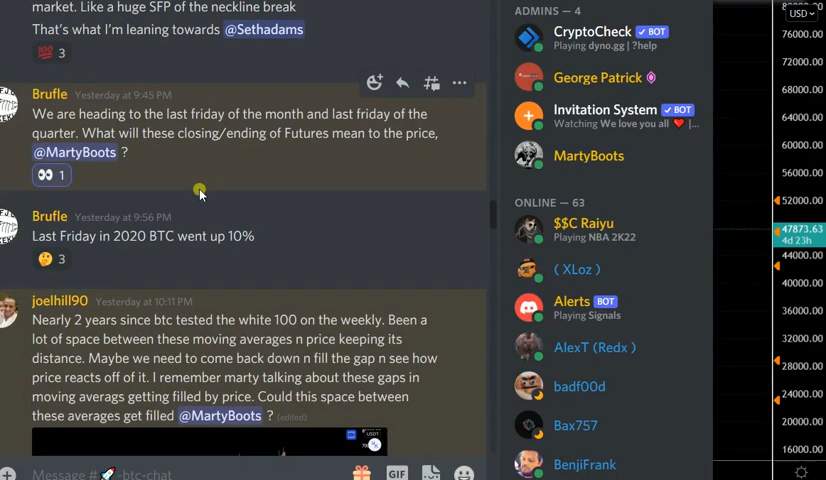 market. Like a huge SFP of the neckline break
That's what I'm leaning towards @Sethadams
💯 3
Brufle Yesterday at 9:45 PM
We are heading to the last friday of the month and last friday of the
quarter. What will these closing/ending of Futures mean to the price,
@MartyBoots ?
👀 1
Brufle Yesterday at 9:56 PM
Last Friday in 2020 BTC went up 10%
🤔 3
joelhill90 Yesterday at 10:11 PM
Nearly 2 years since btc tested the white 100 on the weekly. Been a
lot of space between these moving averages n price keeping its
distance. Maybe we need to come back down n fill the gap n see how
price reacts off of it. I remember marty talking about these gaps in
moving averags getting filled by price. Could this space between
these averages get filled @MartyBoots ? (edited)
USDT
Message #🚀-btc-chat
GIF
ADMINS — 4
CryptoCheck ✓ BOT
Playing dyno.gg | ?help
George Patrick
Invitation System ✓ BOT
Watching We love you all ❤️ |...
MartyBoots
ONLINE — 63
$$C Raiyu
Playing NBA 2K22
( XLoz )
Alerts BOT
Playing Signals
AlexT (Redx )
badf00d
Bax757
BenjiFrank
USD
76000.00
72000.00
68000.00
64000.00
60000.00
56000.00
52000.00
47873.63
4d 23h
44000.00
40000.00
36000.00
32000.00
28000.00
24000.00
20000.00
16000.00